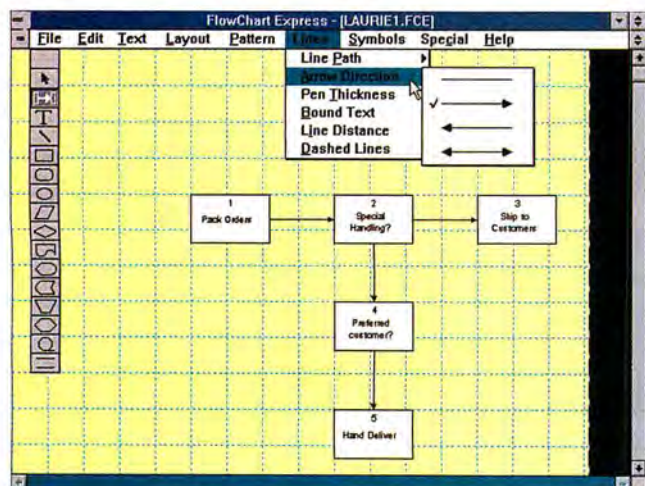 FlowChart Express - [LAURIE1.FCE]
File Edit Text Layout Pattern Lines Symbols Special Help
Line Path
Arrow Direction
Pen Thickness
Bound Text
Line Distance
Dashed Lines
T
1
Pack Orders
2
Special
Handling?
3
Ship to
Customers
4
Preferred
customer?
5
Hand Deliver